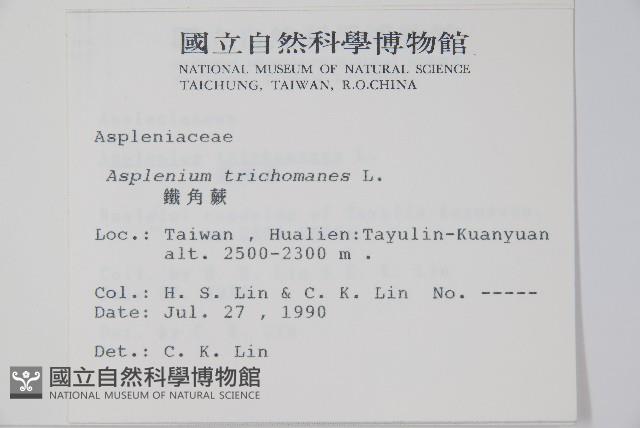 國立自然科學博物館
NATIONAL MUSEUM OF NATURAL SCIENCE
TAICHUNG, TAIWAN, R.O.CHINA
Aspleniaceae
Asplenium trichomanes L.
鐵角蕨
Loc.: Taiwan , Hualien:Tayulin-Kuanyuan
alt. 2500-2300 m .
Col.: H. S. Lin & C. K. Lin No. -----
Date: Jul. 27 , 1990
Det.: C. K. Lin
國立自然科學博物館
NATIONAL MUSEUM OF NATURAL SCIENCE